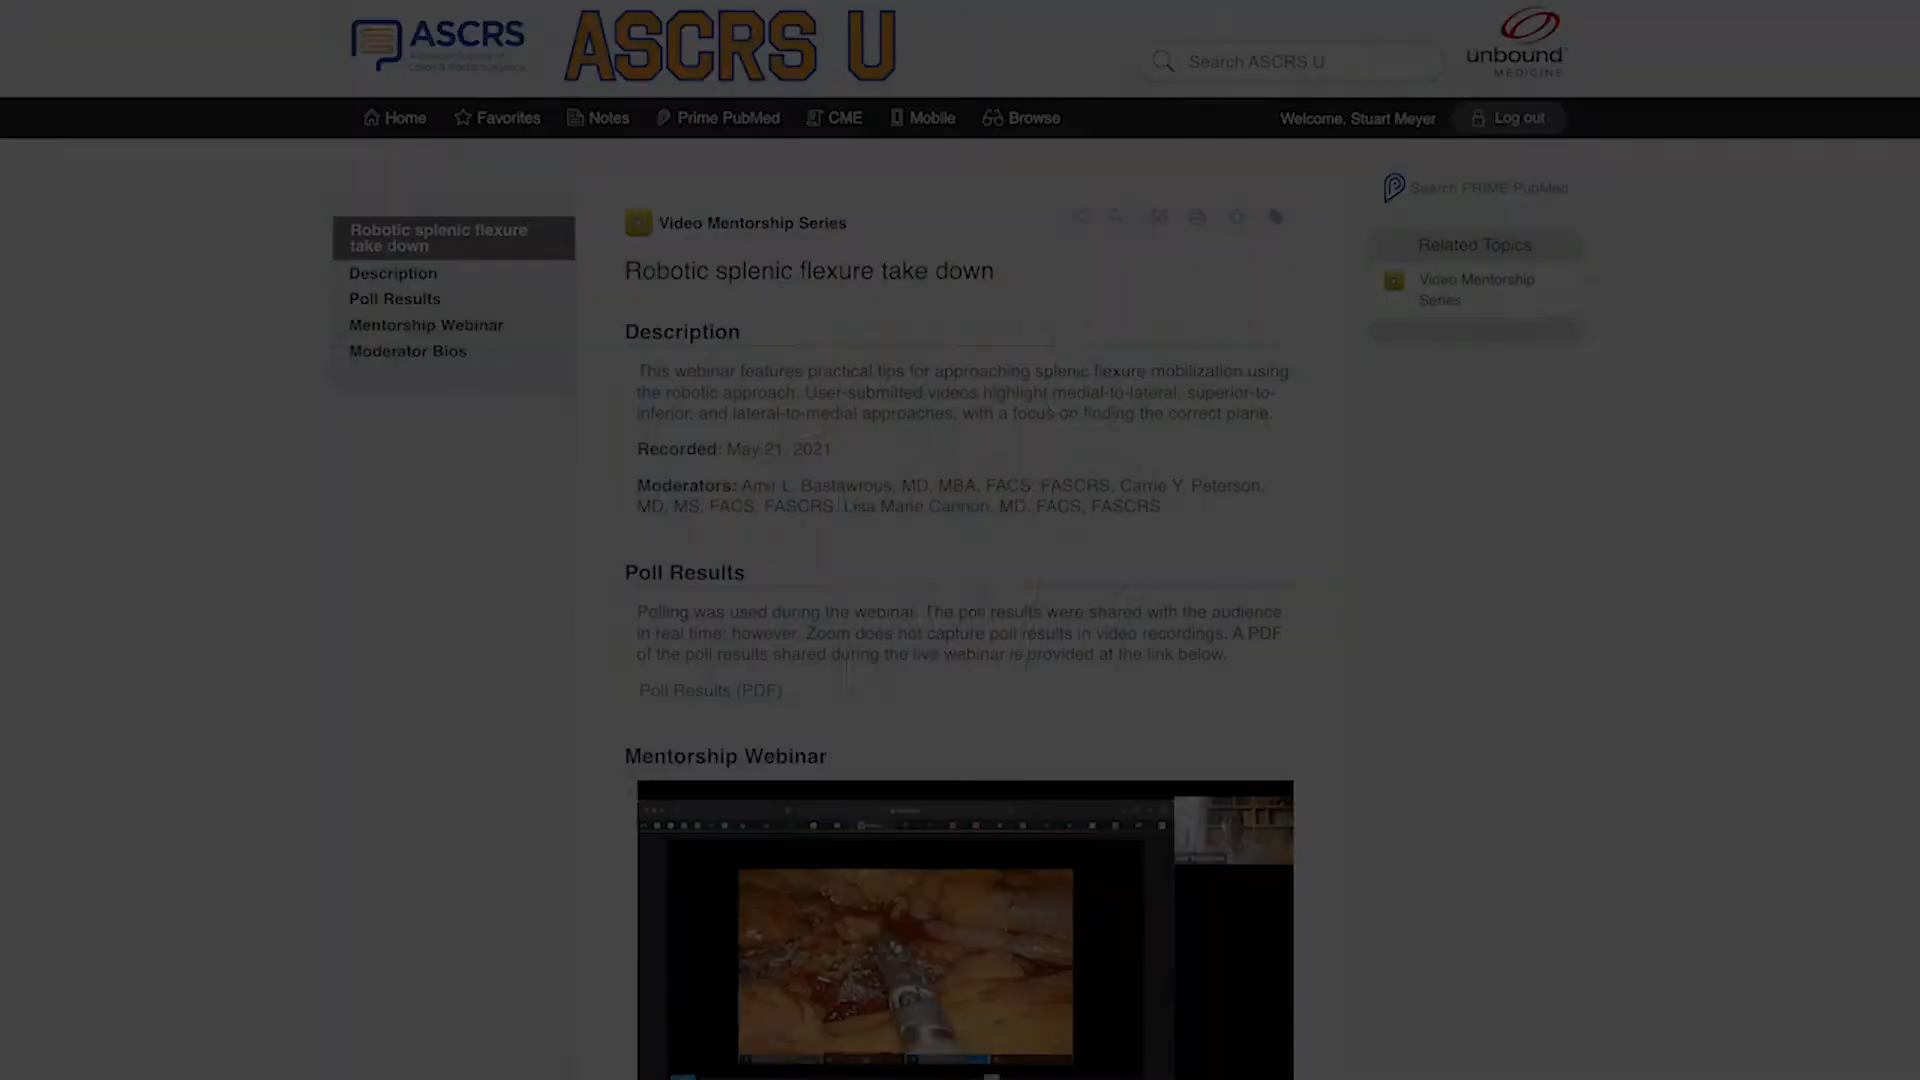 ASCRS
ASCRS U
Search ASCRS U
unbound
MEDICINE
Home
Favorites
Notes
Prime PubMed
CME
Mobile
Browse
Welcome, Stuart Meyer
Log out
Robotic splenic flexure
take down
Description
Poll Results
Mentorship Webinar
Moderator Bios
Video Mentorship Series
Robotic splenic flexure take down
Description
This webinar features practical tips for approaching splenic flexure mobilization using
the robotic approach. User-submitted videos highlight medial-to-lateral, superior-to-
inferior, and lateral-to-medial approaches, with a focus on finding the correct plane.
Recorded: May 21, 2021
Moderators: Amir L. Bastawrous, MD, MBA, FACS, FASCRS, Carrie Y. Peterson,
MD, MS, FACS, FASCRS, Lisa Marie Cannon, MD, FACS, FASCRS
Poll Results
Polling was used during the webinar. The poll results were shared with the audience
in real time; however, Zoom does not capture poll results in video recordings. A PDF
of the poll results shared during the live webinar is provided at the link below.
Poll Results (PDF)
Mentorship Webinar
Search PRIME PubMed
Related Topics
Video Mentorship
Series